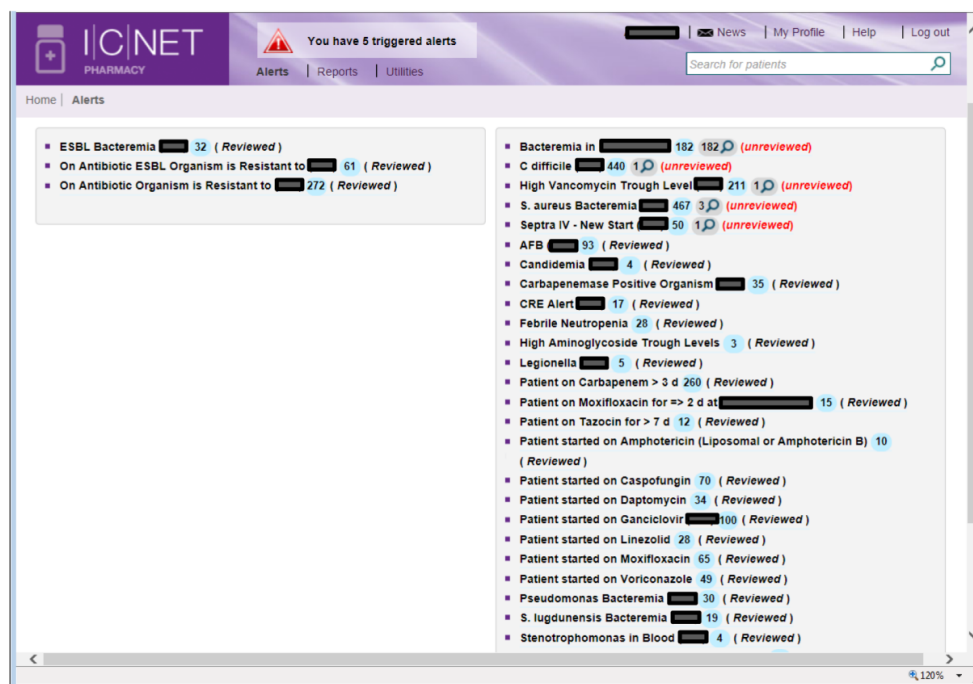 I|C|NET
PHARMACY
You have 5 triggered alerts
News | My Profile | Help | Log out
Alerts | Reports | Utilities
Search for patients
Home | Alerts
ESBL Bacteremia 32 ( Reviewed )
On Antibiotic ESBL Organism is Resistant to 61 ( Reviewed )
On Antibiotic Organism is Resistant to 272 ( Reviewed )
Bacteremia in 182 182 (unreviewed)
C difficile 440 1 (unreviewed)
High Vancomycin Trough Level 211 1 (unreviewed)
S. aureus Bacteremia 467 3 (unreviewed)
Septra IV - New Start ( 50 1 (unreviewed)
AFB ( 93 ( Reviewed )
Candidemia 4 ( Reviewed )
Carbapenemase Positive Organism 35 ( Reviewed )
CRE Alert 17 ( Reviewed )
Febrile Neutropenia 28 ( Reviewed )
High Aminoglycoside Trough Levels 3 ( Reviewed )
Legionella 5 ( Reviewed )
Patient on Carbapenem > 3 d 260 ( Reviewed )
Patient on Moxifloxacin for => 2 d at 15 ( Reviewed )
Patient on Tazocin for > 7 d 12 ( Reviewed )
Patient started on Amphotericin (Liposomal or Amphotericin B) 10
( Reviewed )
Patient started on Caspofungin 70 ( Reviewed )
Patient started on Daptomycin 34 ( Reviewed )
Patient started on Ganciclovir 100 ( Reviewed )
Patient started on Linezolid 28 ( Reviewed )
Patient started on Moxifloxacin 65 ( Reviewed )
Patient started on Voriconazole 49 ( Reviewed )
Pseudomonas Bacteremia 30 ( Reviewed )
S. lugdunensis Bacteremia 19 ( Reviewed )
Stenotrophomonas in Blood 4 ( Reviewed )
120%